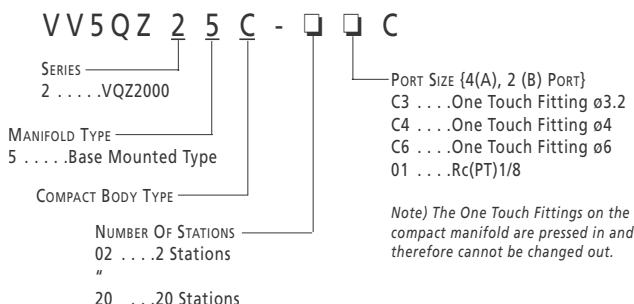 VV5QZ 2 5 C - ❏ ❏ C
SERIES
2 . . . . .VQZ2000
MANIFOLD TYPE
5 . . . . .Base Mounted Type
COMPACT BODY TYPE
NUMBER OF STATIONS
02 . . . .2 Stations
"
20 . . . .20 Stations
PORT SIZE {4(A), 2 (B) PORT}
C3 . . . .One Touch Fitting ø3.2
C4 . . . .One Touch Fitting ø4
C6 . . . .One Touch Fitting ø6
01 . . . .Rc(PT)1/8
Note) The One Touch Fittings on the
compact manifold are pressed in and
therefore cannot be changed out.